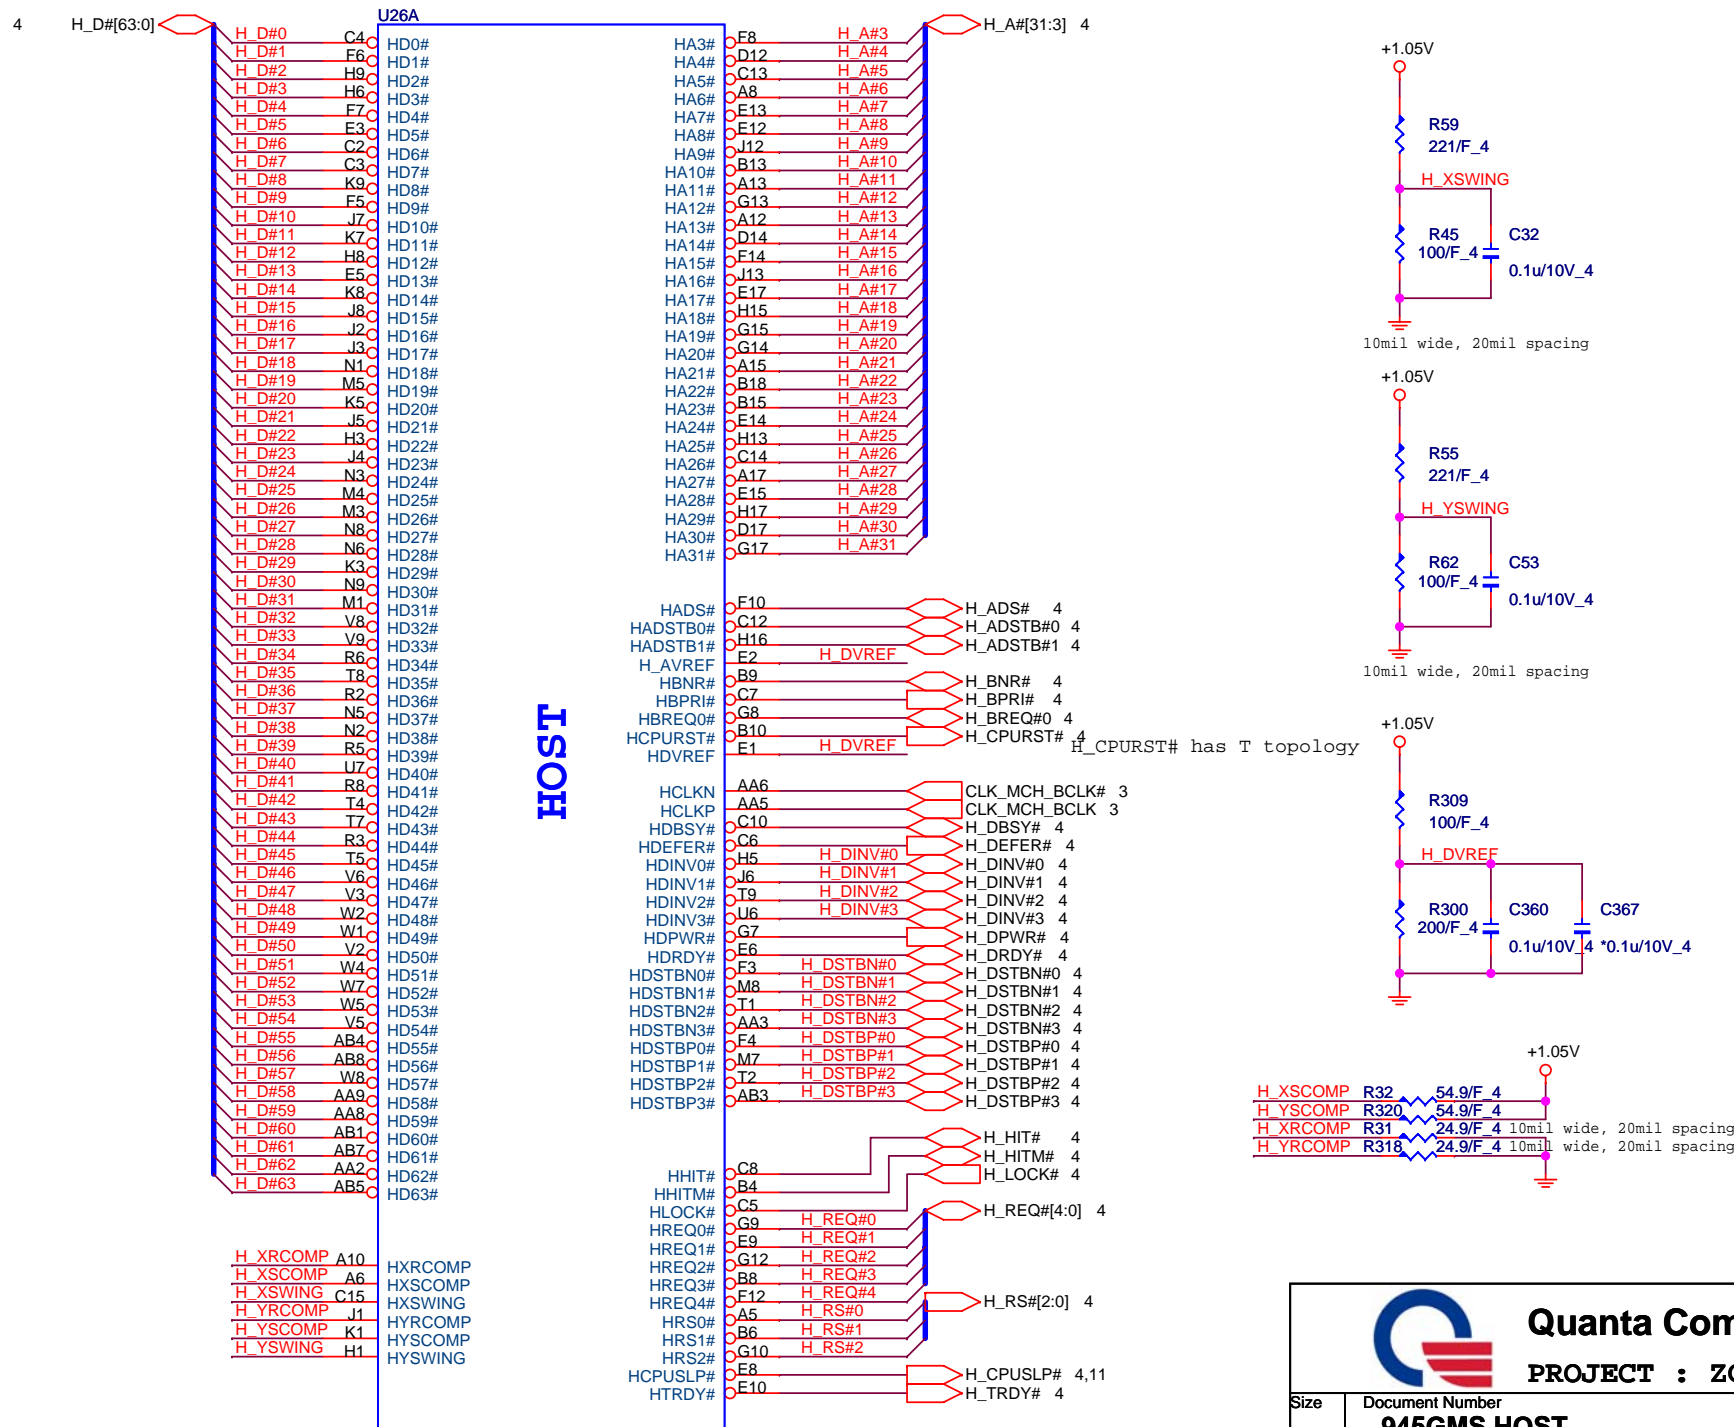 4 H_D#[63:0] U26A H_A#[31:3] 4
H_D#0 C4 HD0# HA3# F8 H_A#3
H_D#1 F6 HD1# HA4# D12 H_A#4
H_D#2 H9 HD2# HA5# C13 H_A#5
H_D#3 H6 HD3# HA6# A8 H_A#6
H_D#4 F7 HD4# HA7# E13 H_A#7
H_D#5 E3 HD5# HA8# E12 H_A#8
H_D#6 C2 HD6# HA9# J12 H_A#9
H_D#7 C3 HD7# HA10# B13 H_A#10
H_D#8 K9 HD8# HA11# A13 H_A#11
H_D#9 F5 HD9# HA12# G13 H_A#12
H_D#10 J7 HD10# HA13# A12 H_A#13
H_D#11 K7 HD11# HA14# D14 H_A#14
H_D#12 H8 HD12# HA15# F14 H_A#15
H_D#13 E5 HD13# HA16# J13 H_A#16
H_D#14 K8 HD14# HA17# E17 H_A#17
H_D#15 J8 HD15# HA18# H15 H_A#18
H_D#16 J2 HD16# HA19# G15 H_A#19
H_D#17 J3 HD17# HA20# G14 H_A#20
H_D#18 N1 HD18# HA21# A15 H_A#21
H_D#19 M5 HD19# HA22# B18 H_A#22
H_D#20 K5 HD20# HA23# B15 H_A#23
H_D#21 J5 HD21# HA24# E14 H_A#24
H_D#22 H3 HD22# HA25# H13 H_A#25
H_D#23 J4 HD23# HA26# C14 H_A#26
H_D#24 N3 HD24# HA27# A17 H_A#27
H_D#25 M4 HD25# HA28# E15 H_A#28
H_D#26 M3 HD26# HA29# H17 H_A#29
H_D#27 N8 HD27# HA30# D17 H_A#30
H_D#28 N6 HD28# HA31# G17 H_A#31
H_D#29 K3 HD29#
H_D#30 N9 HD30#
H_D#31 M1 HD31# HADS# F10 H_ADS# 4
H_D#32 V8 HD32# HADSTB0# C12 H_ADSTB#0 4
H_D#33 V9 HD33# HADSTB1# H16 H_ADSTB#1 4
H_D#34 R6 HD34# H_AVREF E2 H_DVREF
H_D#35 T8 HD35# HBNR# B9 H_BNR# 4
H_D#36 R2 HD36# HBPRI# C7 H_BPRI# 4
H_D#37 N5 HD37# HBREQ0# G8 H_BREQ#0 4
H_D#38 N2 HD38# HCPURST# B10 H_CPURST# 4
H_D#39 R5 HD39# HDVREF E1 H_DVREF H_CPURST# has T topology
H_D#40 U7 HD40#
H_D#41 R8 HD41# HCLKN AA6 CLK_MCH_BCLK# 3
H_D#42 T4 HD42# HCLKP AA5 CLK_MCH_BCLK 3
H_D#43 T7 HD43# HDBSY# C10 H_DBSY# 4
H_D#44 R3 HD44# HDEFER# C6 H_DEFER# 4
H_D#45 T5 HD45# HDINV0# H5 H_DINV#0 H_DINV#0 4
H_D#46 V6 HD46# HDINV1# J6 H_DINV#1 H_DINV#1 4
H_D#47 V3 HD47# HDINV2# T9 H_DINV#2 H_DINV#2 4
H_D#48 W2 HD48# HDINV3# U6 H_DINV#3 H_DINV#3 4
H_D#49 W1 HD49# HDPWR# G7 H_DPWR# 4
H_D#50 V2 HD50# HDRDY# E6 H_DRDY# 4
H_D#51 W4 HD51# HDSTBN0# F3 H_DSTBN#0 H_DSTBN#0 4
H_D#52 W7 HD52# HDSTBN1# M8 H_DSTBN#1 H_DSTBN#1 4
H_D#53 W5 HD53# HDSTBN2# T1 H_DSTBN#2 H_DSTBN#2 4
H_D#54 V5 HD54# HDSTBN3# AA3 H_DSTBN#3 H_DSTBN#3 4
H_D#55 AB4 HD55# HDSTBP0# F4 H_DSTBP#0 H_DSTBP#0 4
H_D#56 AB8 HD56# HDSTBP1# M7 H_DSTBP#1 H_DSTBP#1 4
H_D#57 W8 HD57# HDSTBP2# T2 H_DSTBP#2 H_DSTBP#2 4
H_D#58 AA9 HD58# HDSTBP3# AB3 H_DSTBP#3 H_DSTBP#3 4
H_D#59 AA8 HD59#
H_D#60 AB1 HD60# H_HIT# 4
H_D#61 AB7 HD61# H_HITM# 4
H_D#62 AA2 HD62# HHIT# C8 H_LOCK# 4
H_D#63 AB5 HD63# HHITM# B4
HLOCK# C5 H_REQ#[4:0] 4
HREQ0# G9 H_REQ#0
HREQ1# E9 H_REQ#1
H_XRCOMP A10 HXRCOMP HREQ2# G12 H_REQ#2
H_XSCOMP A6 HXSCOMP HREQ3# B8 H_REQ#3
H_XSWING C15 HXSWING HREQ4# F12 H_REQ#4 H_RS#[2:0] 4
H_YRCOMP J1 HYRCOMP HRS0# A5 H_RS#0
H_YSCOMP K1 HYSCOMP HRS1# B6 H_RS#1
H_YSWING H1 HYSWING HRS2# G10 H_RS#2
HCPUSLP# E8 H_CPUSLP# 4,11
HTRDY# E10 H_TRDY# 4
HOST
+1.05V
R59
221/F_4
H_XSWING
R45 C32
100/F_4
0.1u/10V_4
10mil wide, 20mil spacing
+1.05V
R55
221/F_4
H_YSWING
R62 C53
100/F_4
0.1u/10V_4
10mil wide, 20mil spacing
+1.05V
R309
100/F_4
H_DVREF
R300 C360 C367
200/F_4
0.1u/10V_4 *0.1u/10V_4
+1.05V
H_XSCOMP R32 54.9/F_4
H_YSCOMP R320 54.9/F_4
H_XRCOMP R31 24.9/F_4 10mil wide, 20mil spacing
H_YRCOMP R318 24.9/F_4 10mil wide, 20mil spacing
Quanta Com
PROJECT : Z
Size Document Number
945GMS HOST